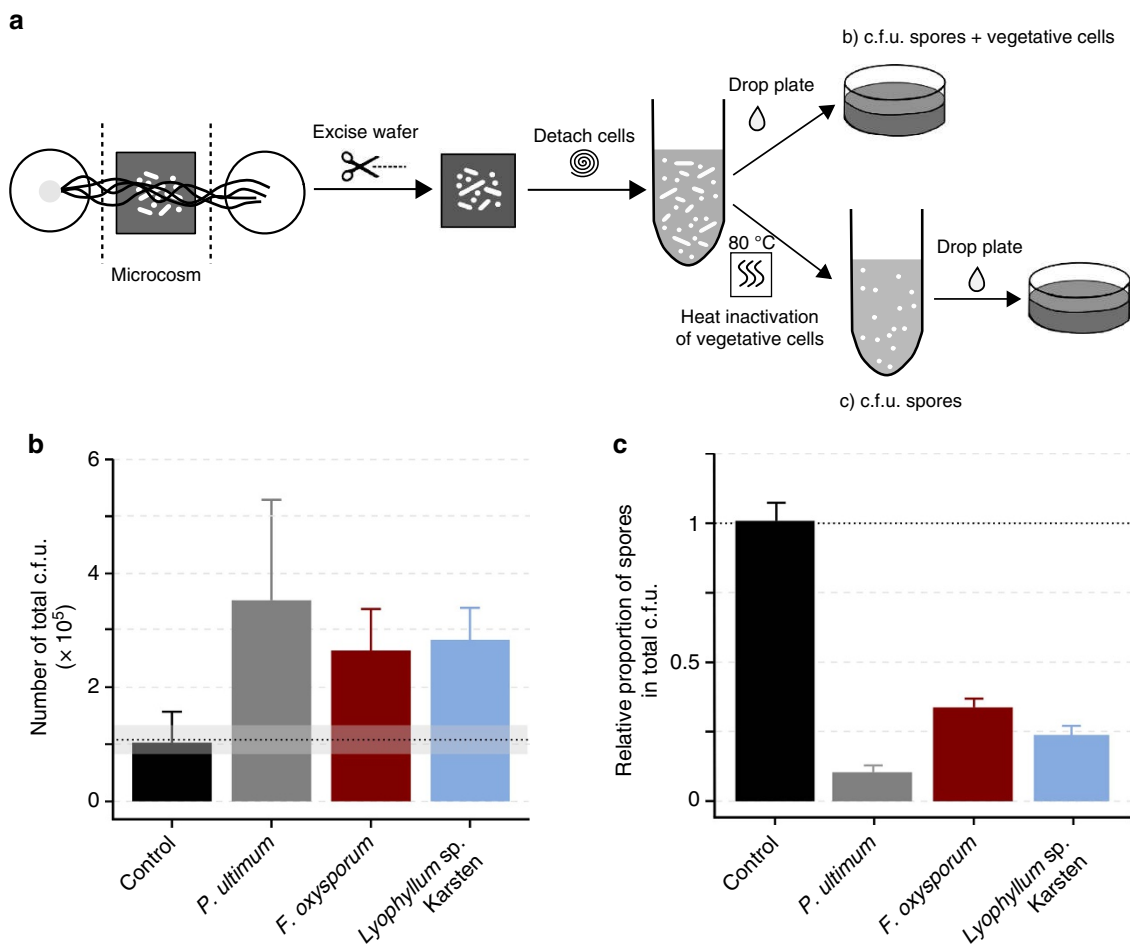 a
b) c.f.u. spores + vegetative cells
Drop plate
Excise wafer
Detach cells
80 °C
Drop plate
Microcosm
Heat inactivation
of vegetative cells
c) c.f.u. spores
b
Number of total c.f.u.
(× 10⁵)
6
4
2
0
Control
P. ultimum
F. oxysporum
Lyophyllum sp.
Karsten
c
Relative proportion of spores
in total c.f.u.
1
0.5
0
Control
P. ultimum
F. oxysporum
Lyophyllum sp.
Karsten